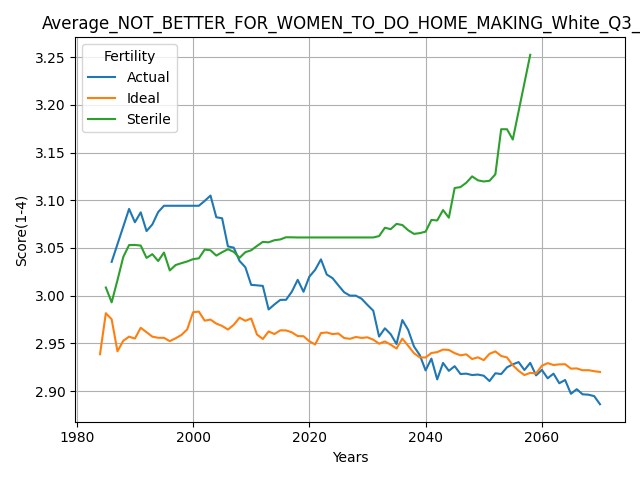 Average_NOT_BETTER_FOR_WOMEN_TO_DO_HOME_MAKING_White_Q3_
Fertility
Actual
Ideal
Sterile
Score(1-4)
3.25
3.20
3.15
3.10
3.05
3.00
2.95
2.90
1980 2000 2020 2040 2060
Years